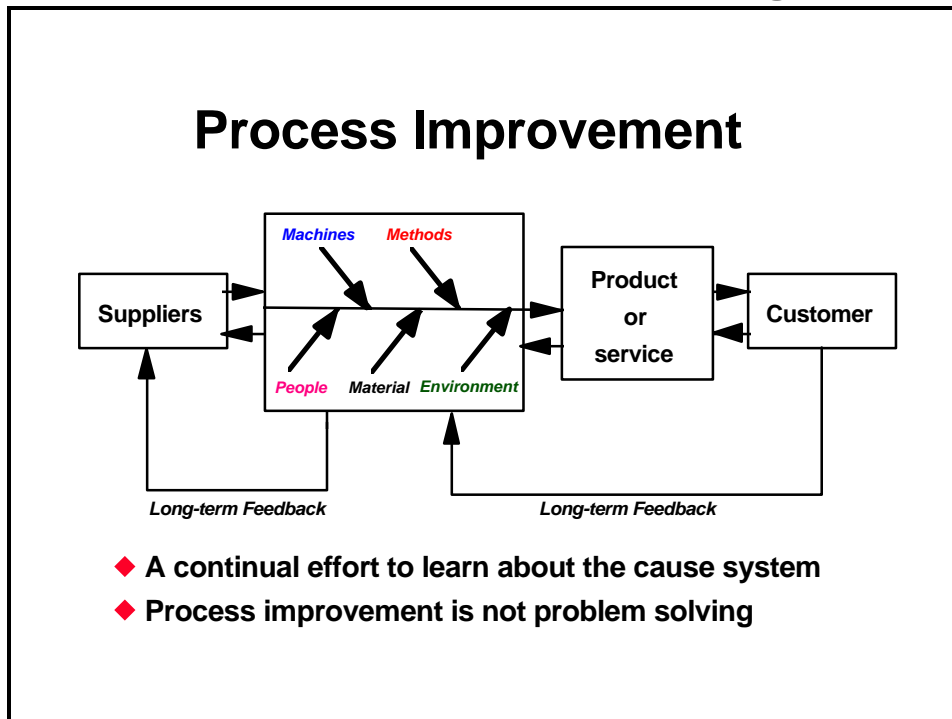 Process Improvement
Machines Methods
Suppliers
Product
or
service
Customer
People Material Environment
Long-term Feedback Long-term Feedback
◆ A continual effort to learn about the cause system
◆ Process improvement is not problem solving